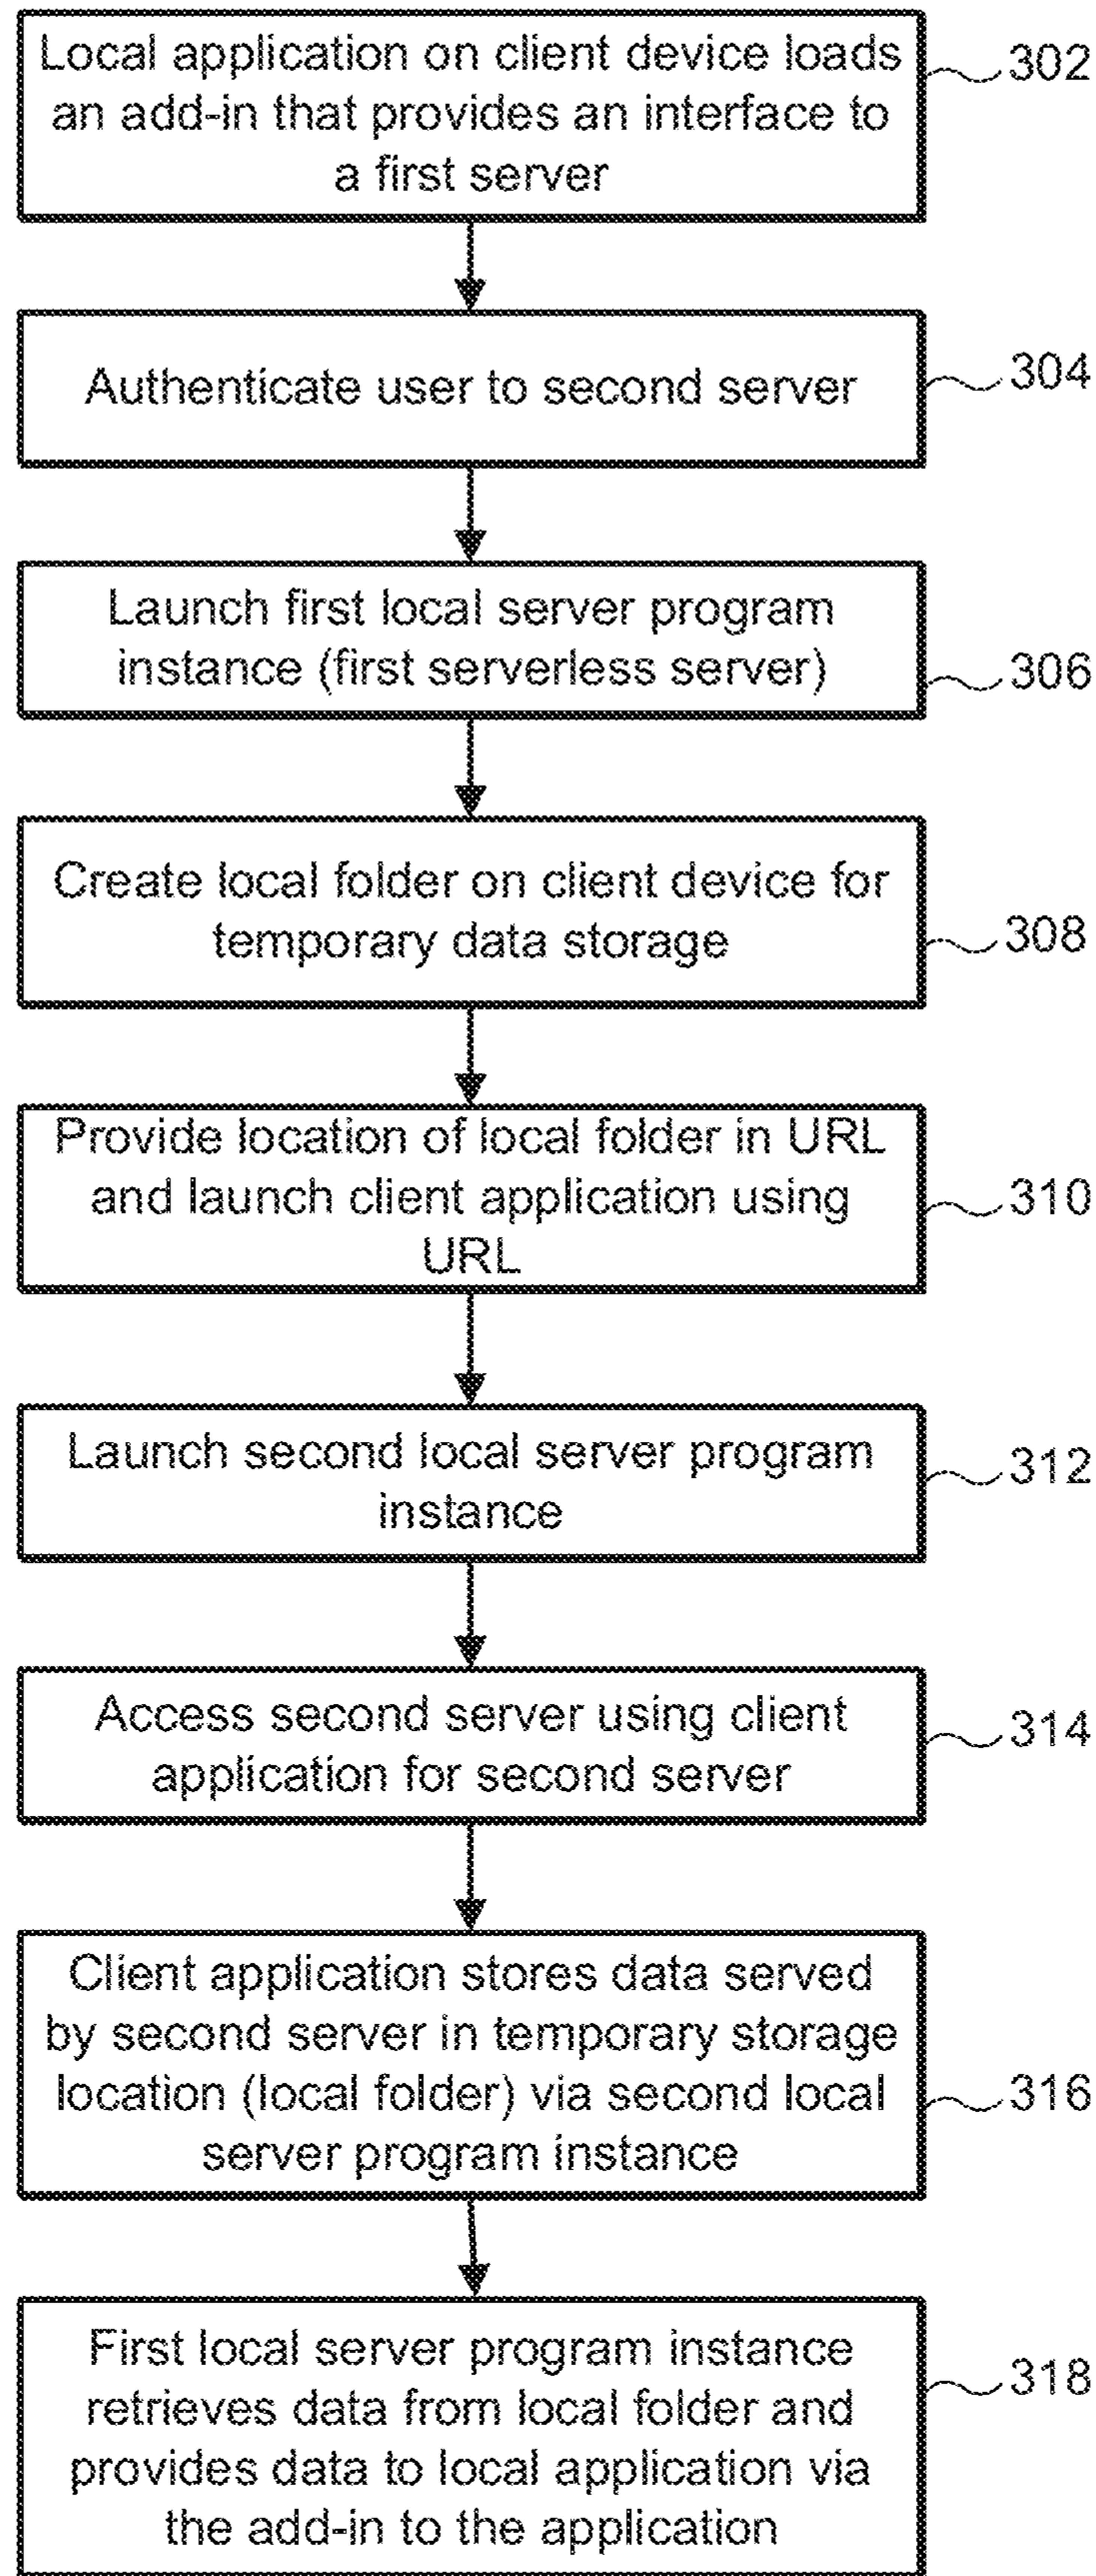 Local application on client device loads
302
an add-in that provides an interface to
a first server
Authenticate user to second server
304
Launch first local server program
instance (first serverless server)
306
Create local folder on client device for
temporary data storage
308
Provide location of local folder in URL
and launch client application using
310
URL
Launch second local server program
312
instance
Access second server using client
314
application for second server
Client application stores data served
by second server in temporary storage
location (local folder) via second local
316
server program instance
First local server program instance
318
retrieves data from local folder and
provides data to local application via
the add-in to the application